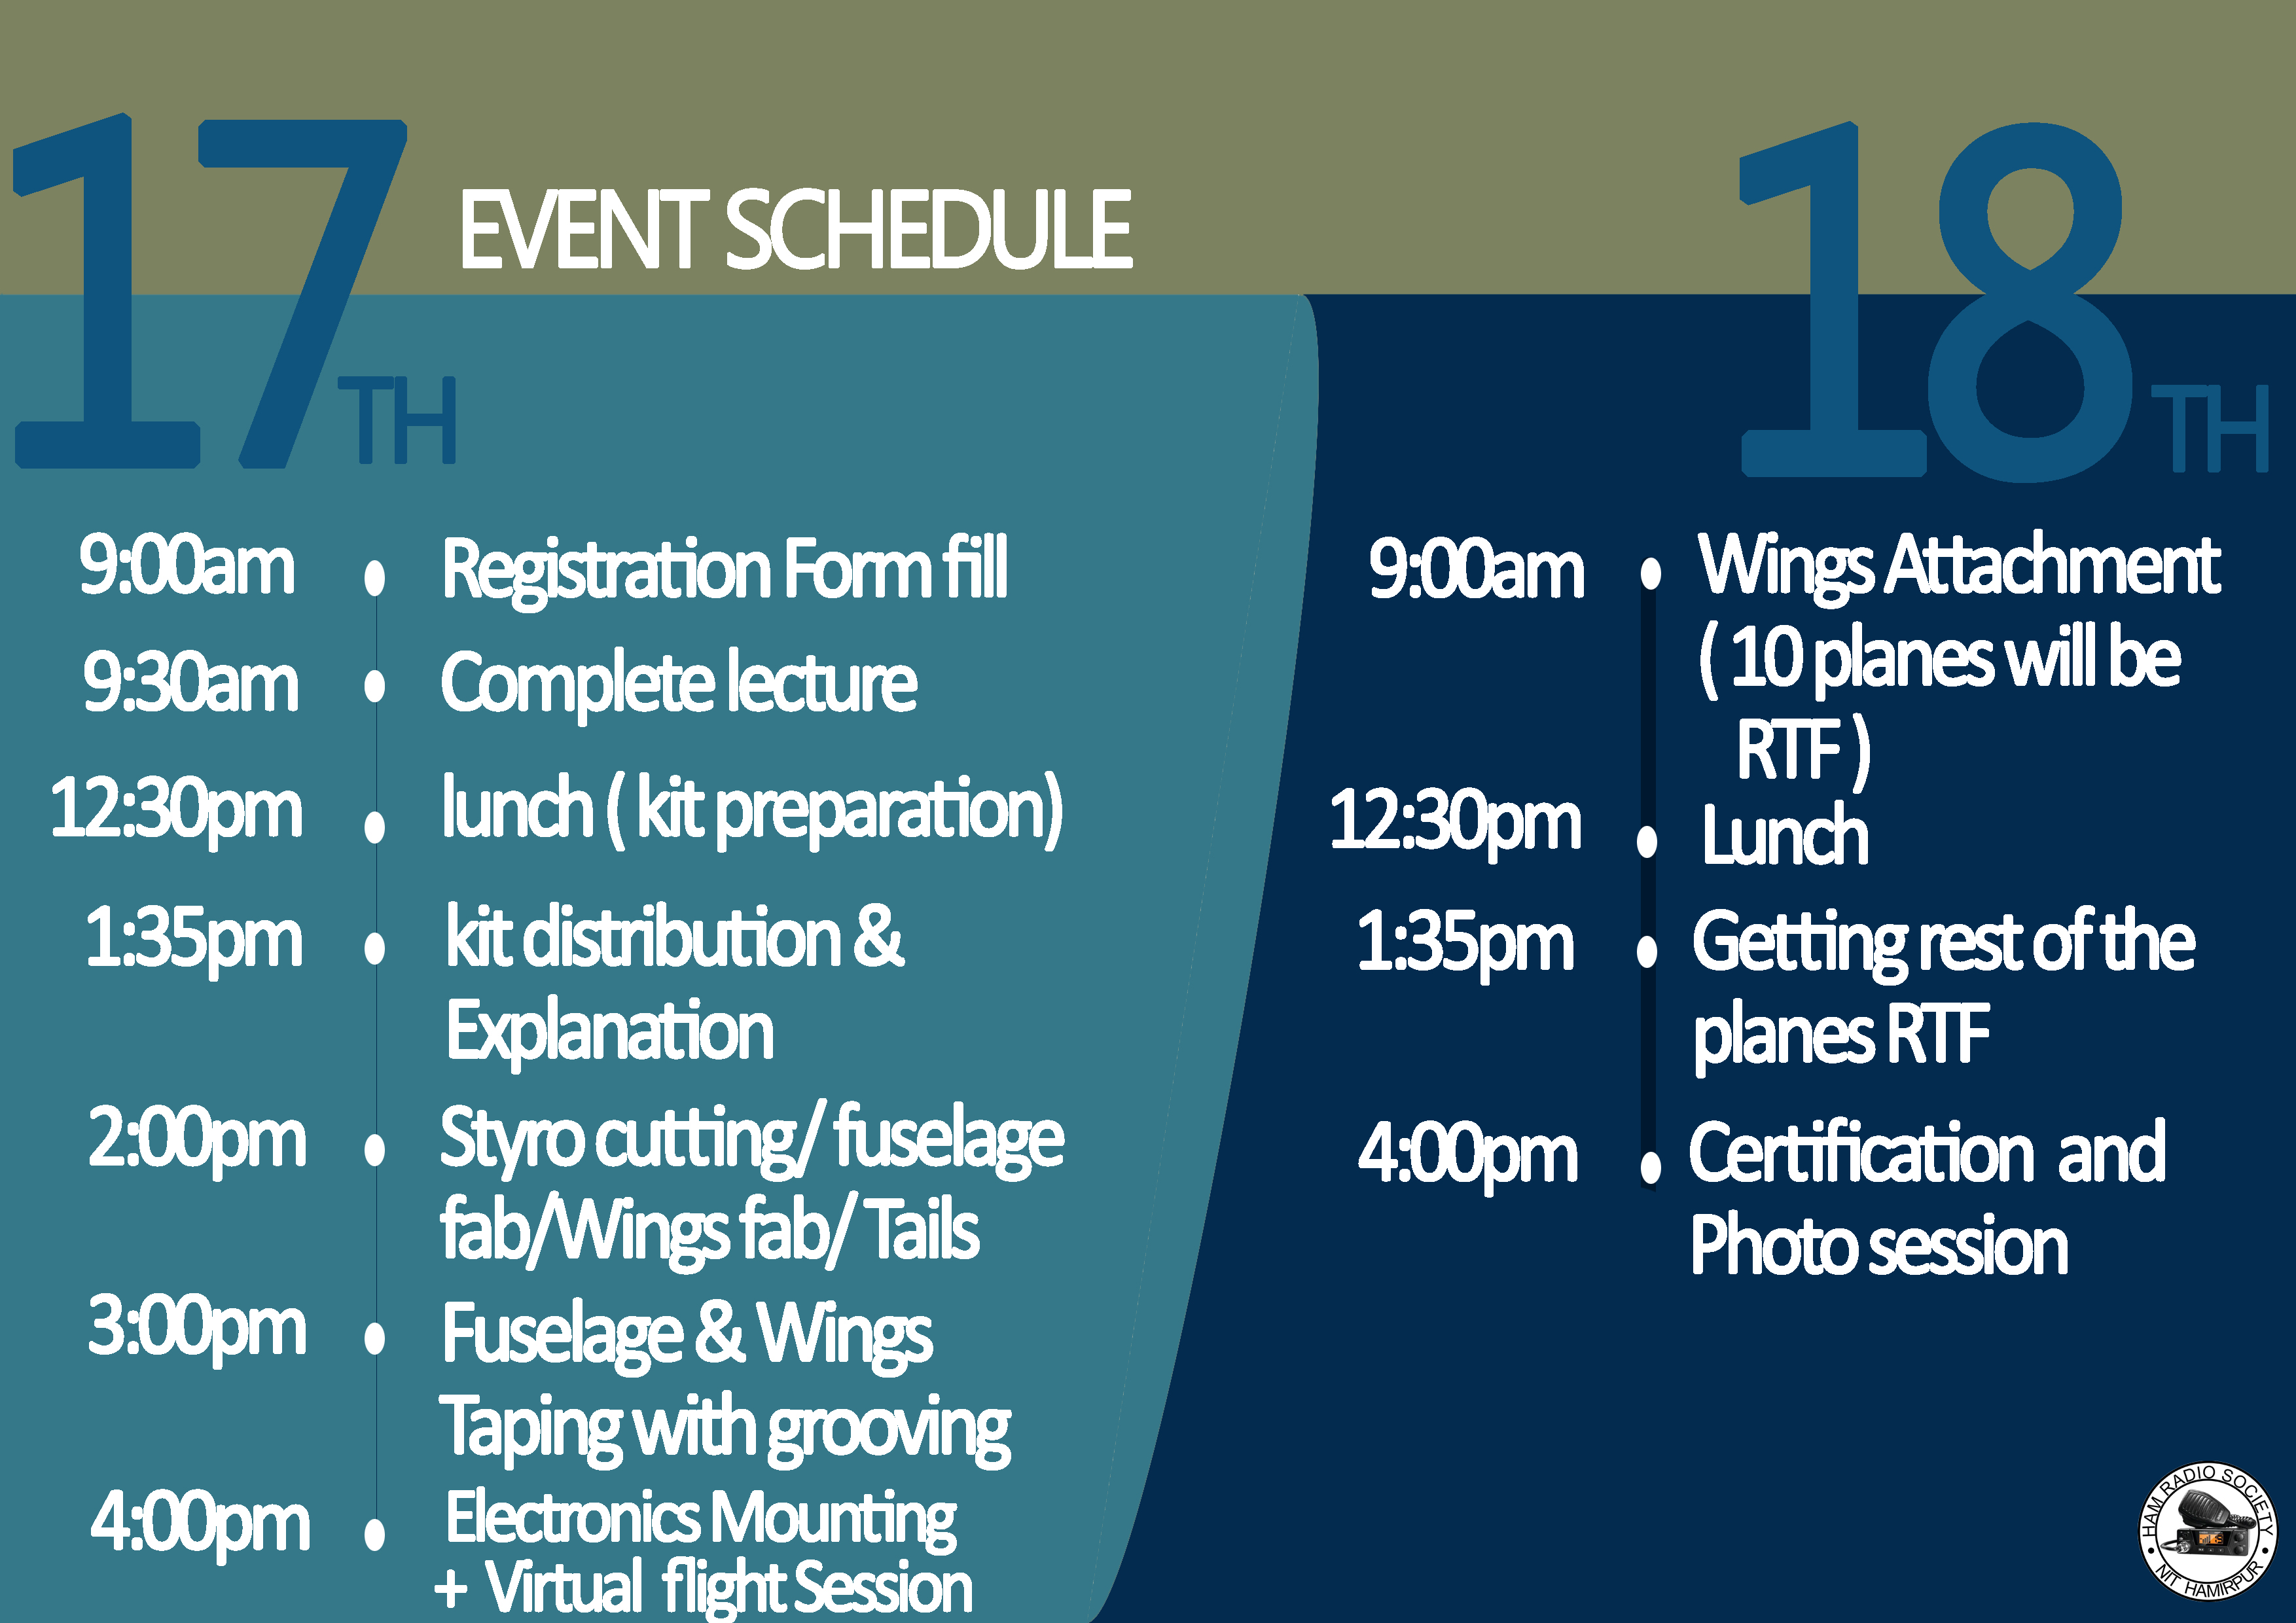 17TH
EVENT SCHEDULE
9:00am Registration Form fill
9:30am Complete lecture
12:30pm lunch ( kit preparation)
1:35pm kit distribution &
Explanation
2:00pm Styro cutting/ fuselage
fab/Wings fab/ Tails
3:00pm Fuselage & Wings
Taping with grooving
4:00pm Electronics Mounting
+ Virtual flight Session
18TH
9:00am Wings Attachment
( 10 planes will be
RTF )
12:30pm Lunch
1:35pm Getting rest of the
planes RTF
4:00pm Certification and
Photo session
HAM RADIO SOCIETY
• NIT HAMIRPUR •